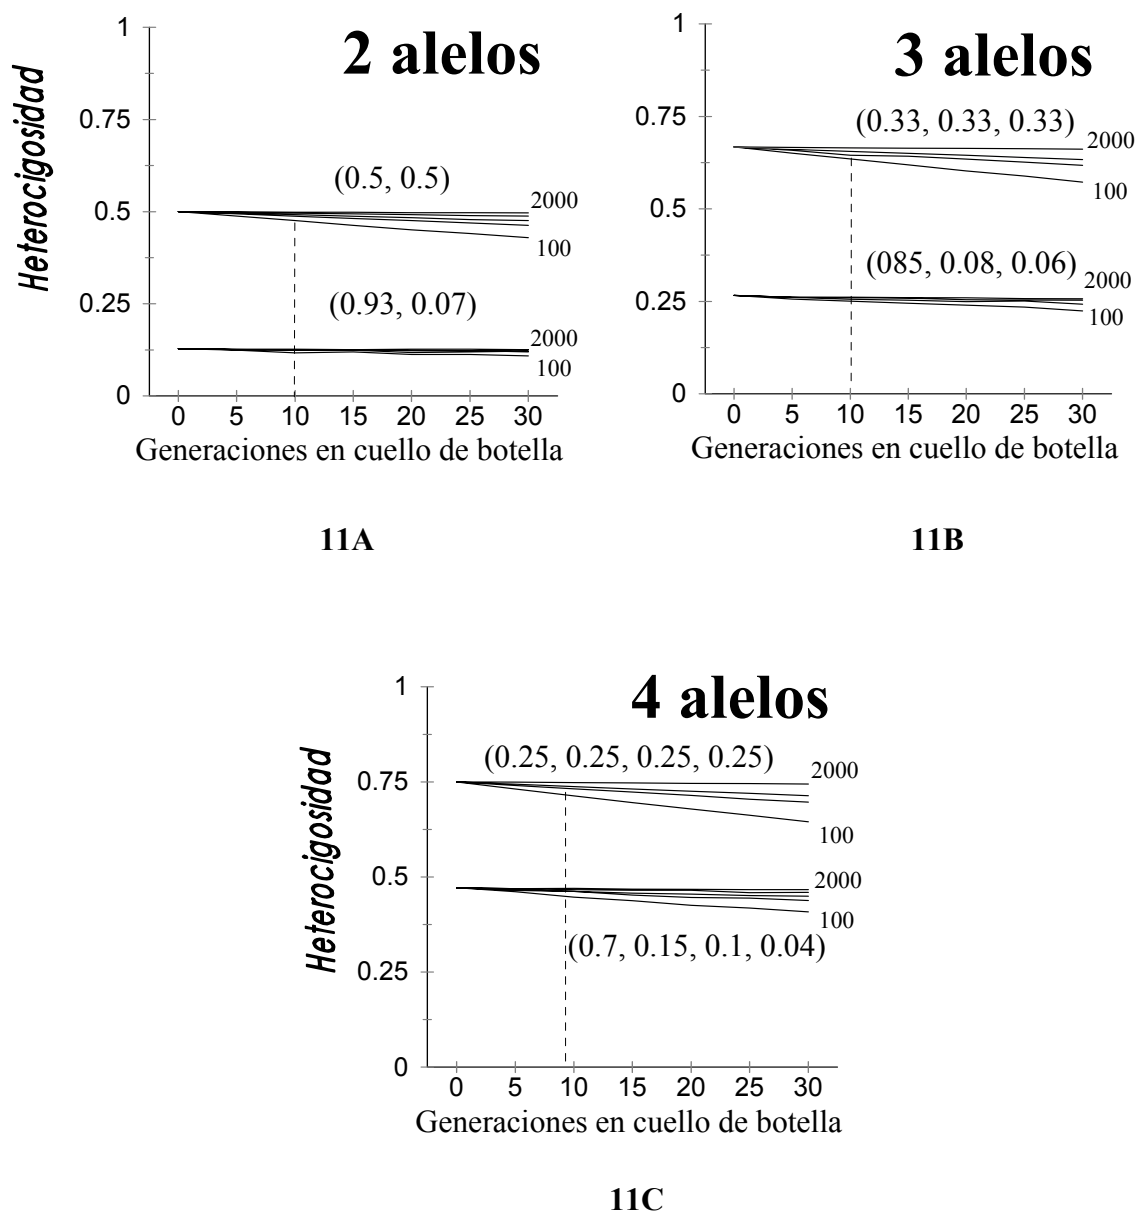 2 alelos
Heterocigosidad
1
0.75
0.5
0.25
0
(0.5, 0.5)
2000
100
(0.93, 0.07)
2000
100
0 5 10 15 20 25 30
Generaciones en cuello de botella
11A
3 alelos
1
0.75
0.5
0.25
0
(0.33, 0.33, 0.33)
2000
100
(085, 0.08, 0.06)
2000
100
0 5 10 15 20 25 30
Generaciones en cuello de botella
11B
4 alelos
Heterocigosidad
1
0.75
0.5
0.25
0
(0.25, 0.25, 0.25, 0.25)
2000
100
2000
100
(0.7, 0.15, 0.1, 0.04)
0 5 10 15 20 25 30
Generaciones en cuello de botella
11C